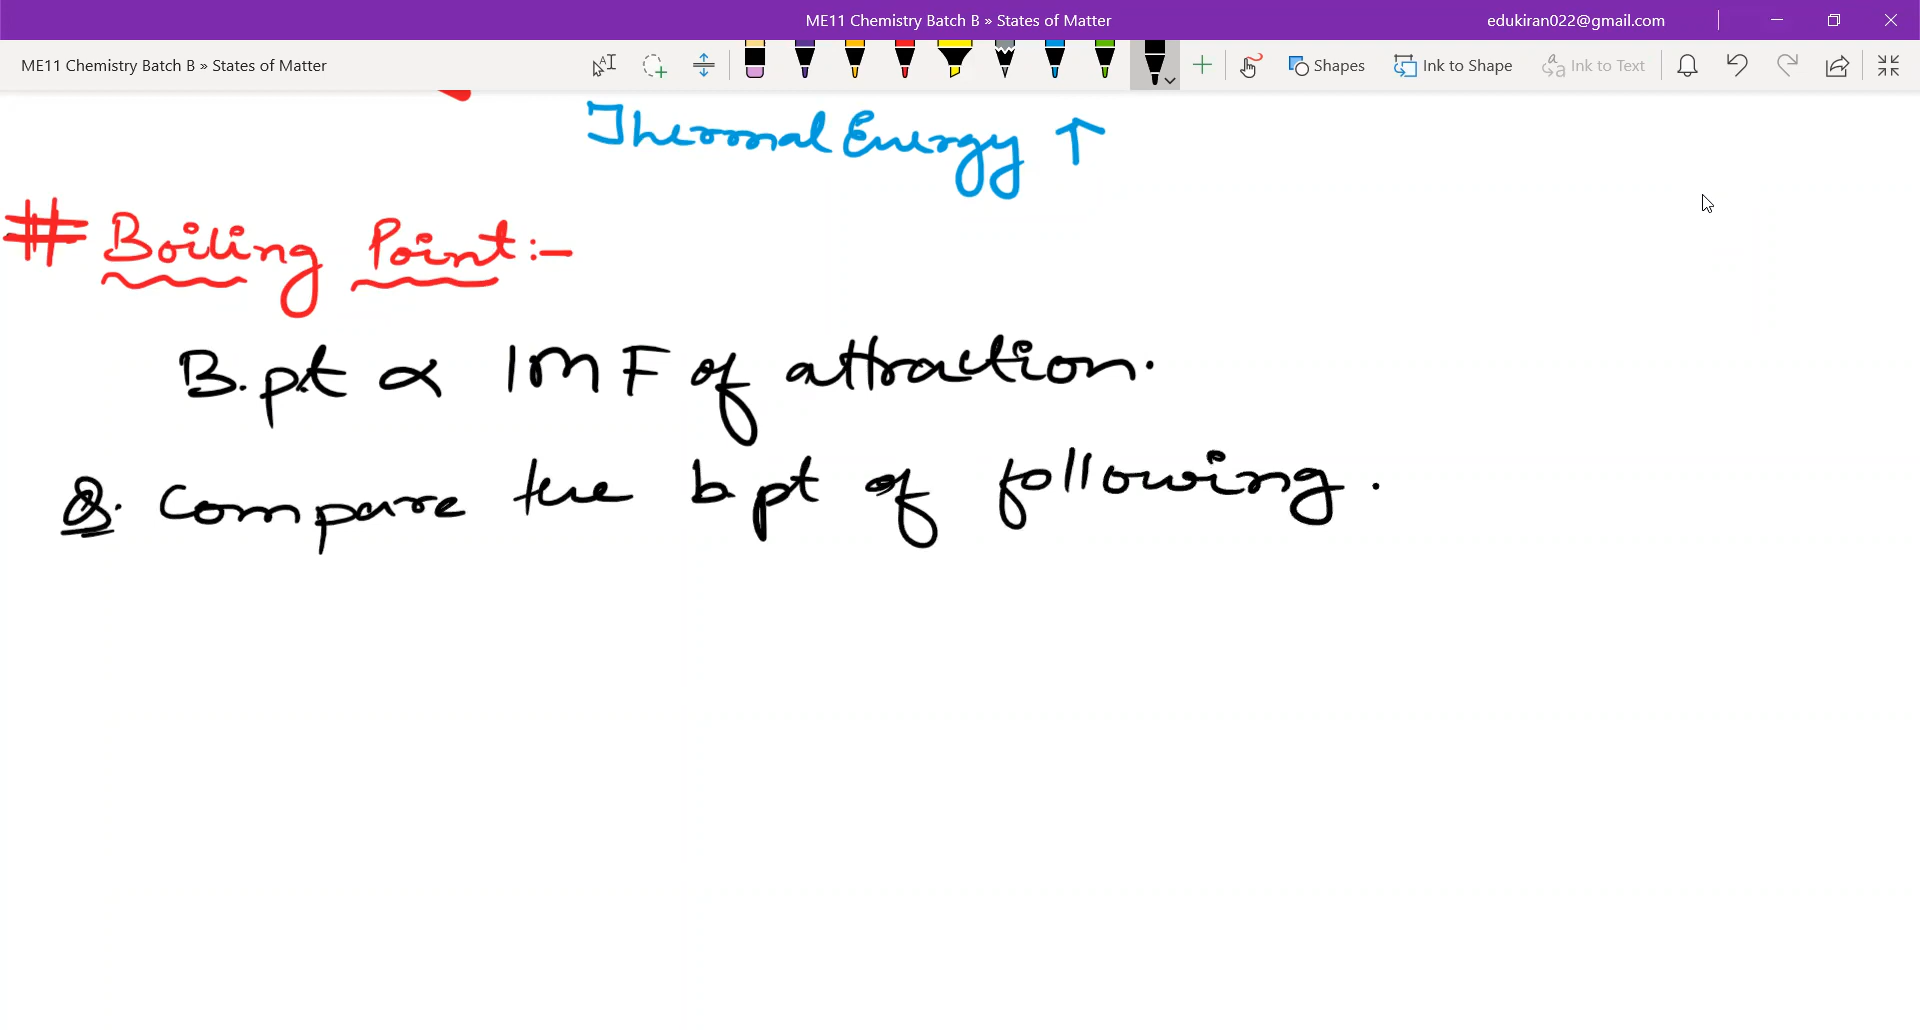 ME11 Chemistry Batch B » States of Matter
edukiran022@gmail.com
ME11 Chemistry Batch B » States of Matter
Shapes
Ink to Shape
Ink to Text
Thermal Energy ↑
# Boiling Point :-
B.pt ∝ IMF of attraction.
Q. Compare the b pt of following.